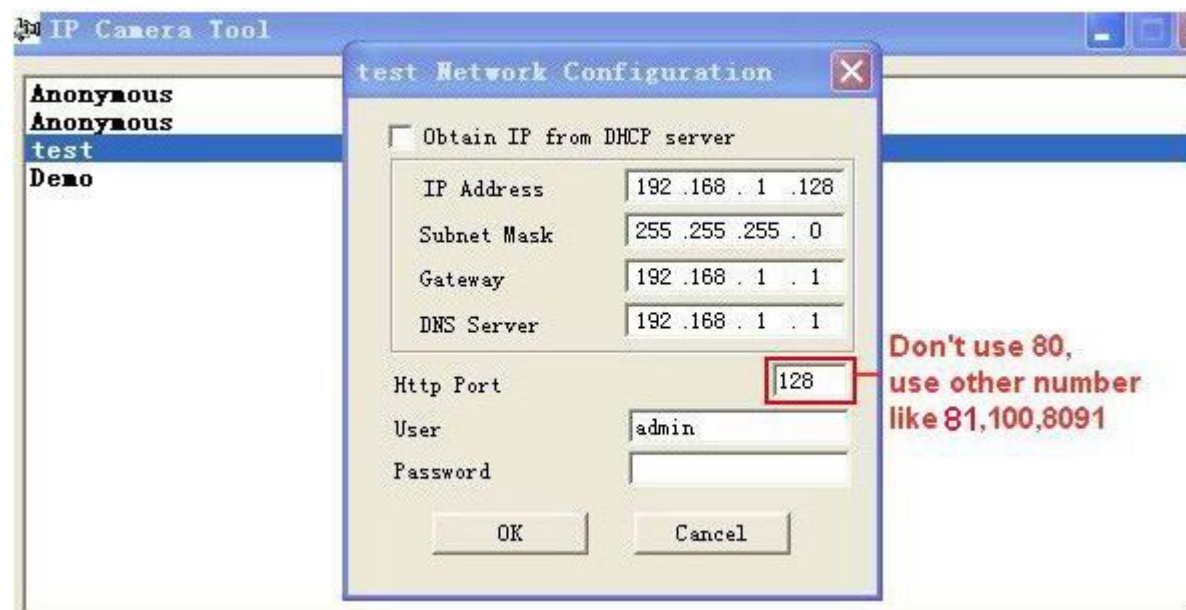 IP Camera Tool
test Network Configuration
Anonymous
Anonymous
test
Demo
Obtain IP from DHCP server
IP Address 192 .168 . 1 .128
Subnet Mask 255 .255 .255 . 0
Gateway 192 .168 . 1 . 1
DNS Server 192 .168 . 1 . 1
Http Port 128
User admin
Password
OK Cancel
Don't use 80,
use other number
like 81,100,8091